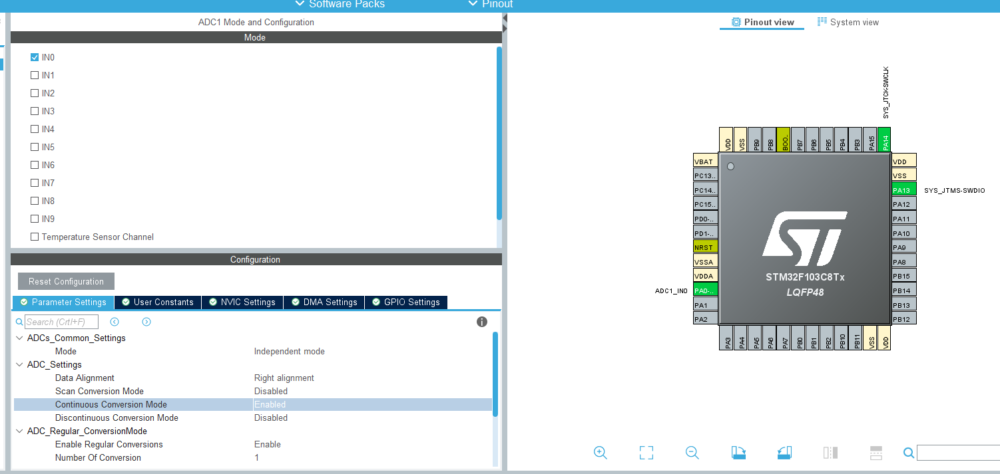 Software Packs
Pinout
ADC1 Mode and Configuration
Mode
IN0
IN1
IN2
IN3
IN4
IN5
IN6
IN7
IN8
IN9
Temperature Sensor Channel
Configuration
Reset Configuration
Parameter Settings
User Constants
NVIC Settings
DMA Settings
GPIO Settings
Search (Crtl+F)
ADCs_Common_Settings
Mode Independent mode
ADC_Settings
Data Alignment Right alignment
Scan Conversion Mode Disabled
Continuous Conversion Mode Enabled
Discontinuous Conversion Mode Disabled
ADC_Regular_ConversionMode
Enable Regular Conversions Enable
Number Of Conversion 1
Pinout view
System view
SYS_JTCK-SWCLK
VDD
VSS
PB9
PB8
BOO..
PB7
PB6
PB5
PB4
PB3
PA15
PA14
VBAT
PC13..
PC14..
PC15..
PD0-..
PD1-..
NRST
VSSA
VDDA
ADC1_IN0
PA0-..
PA1
PA2
ST
STM32F103C8Tx
LQFP48
VDD
VSS
PA13
SYS_JTMS-SWDIO
PA12
PA11
PA10
PA9
PA8
PB15
PB14
PB13
PB12
PA3
PA4
PA5
PA6
PA7
PB0
PB1
PB2
PB10
PB11
VSS
VDD